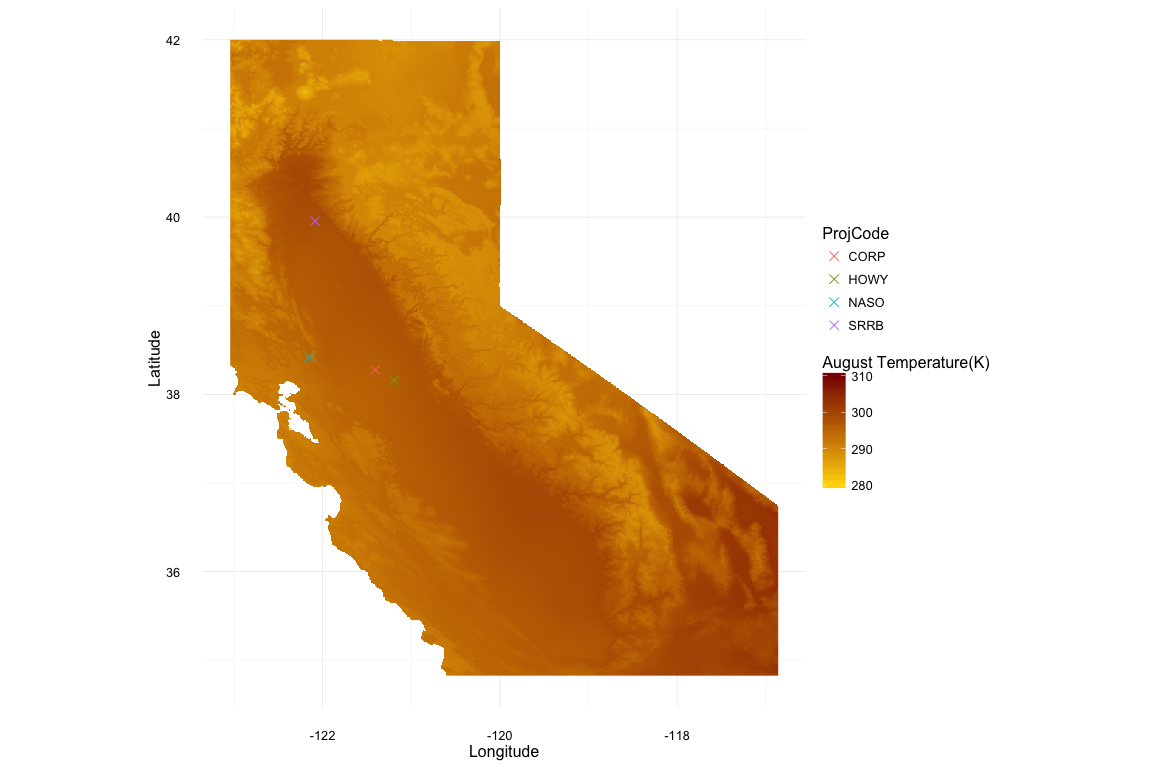 42
40
38
36
Latitude
-122
-120
-118
Longitude
ProjCode
CORP
HOWY
NASO
SRRB
August Temperature(K)
310
300
290
280